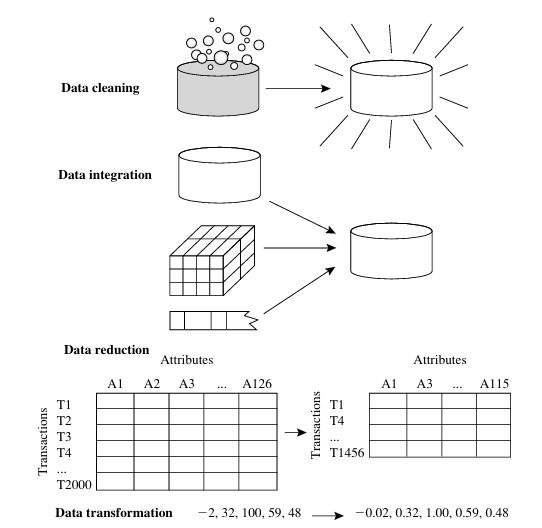 Data cleaning
Data integration
Data reduction
Attributes
A1 A2 A3 ... A126
Transactions
T1
T2
T3
T4
...
T2000
Attributes
A1 A3 ... A115
Transactions
T1
T4
...
T1456
Data transformation −2, 32, 100, 59, 48 −0.02, 0.32, 1.00, 0.59, 0.48